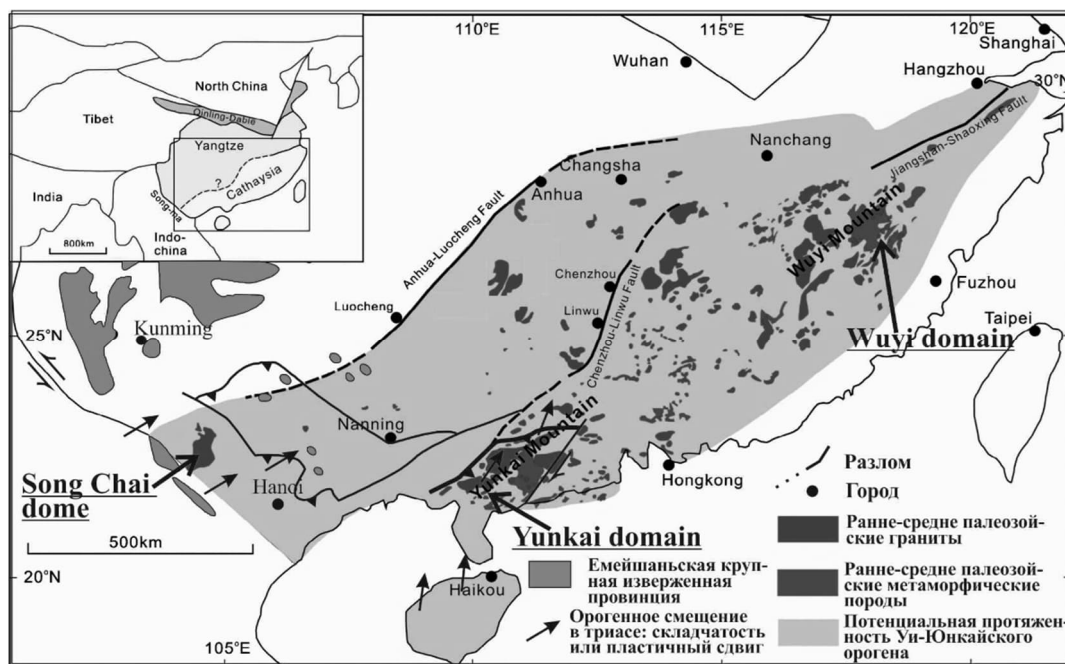 110°E
115°E
120°E
Shanghai
Wuhan
Hangzhou
30°N
North China
Qinling-Dabie
Tibet
Yangtze
?
Cathaysia
India
Song-ma
Indo-
china
800km
Jiangshan-Shaoxing Fault
Nanchang
Changsha
Anhua
Anhua-Luocheng Fault
Wuyi Mountain
Chenzhou
Fuzhou
Luocheng
Linwu
Chenzhou-Linwu Fault
Taipei
Kunming
25°N
Wuyi domain
Nanning
Yunkai Mountain
Song Chai
dome
Hanoi
Hongkong
Разлом
Город
Yunkai domain
500km
Ранне-средне палеозой-
ские граниты
Емейшаньская круп-
ная изверженная
провинция
20°N
Haikou
Ранне-средне палеозой-
ские метаморфические
породы
Орогенное смещение
в триасе: складчатость
или пластичный сдвиг
Потенциальная протяжен-
ность Уи-Юнкайского
орогена
105°E